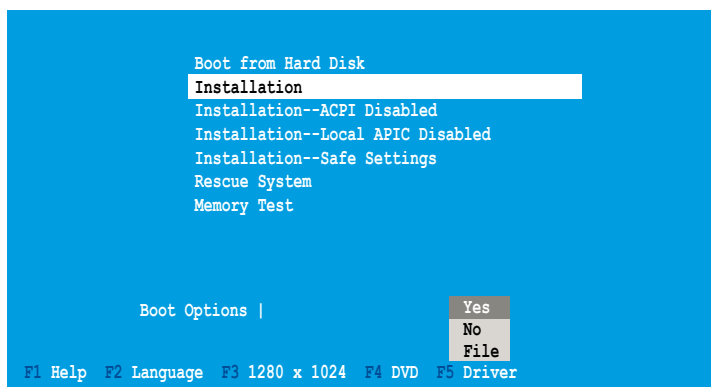 Boot from Hard Disk
Installation
Installation--ACPI Disabled
Installation--Local APIC Disabled
Installation--Safe Settings
Rescue System
Memory Test
Boot Options | Yes
No
File
F1 Help F2 Language F3 1280 x 1024 F4 DVD F5 Driver